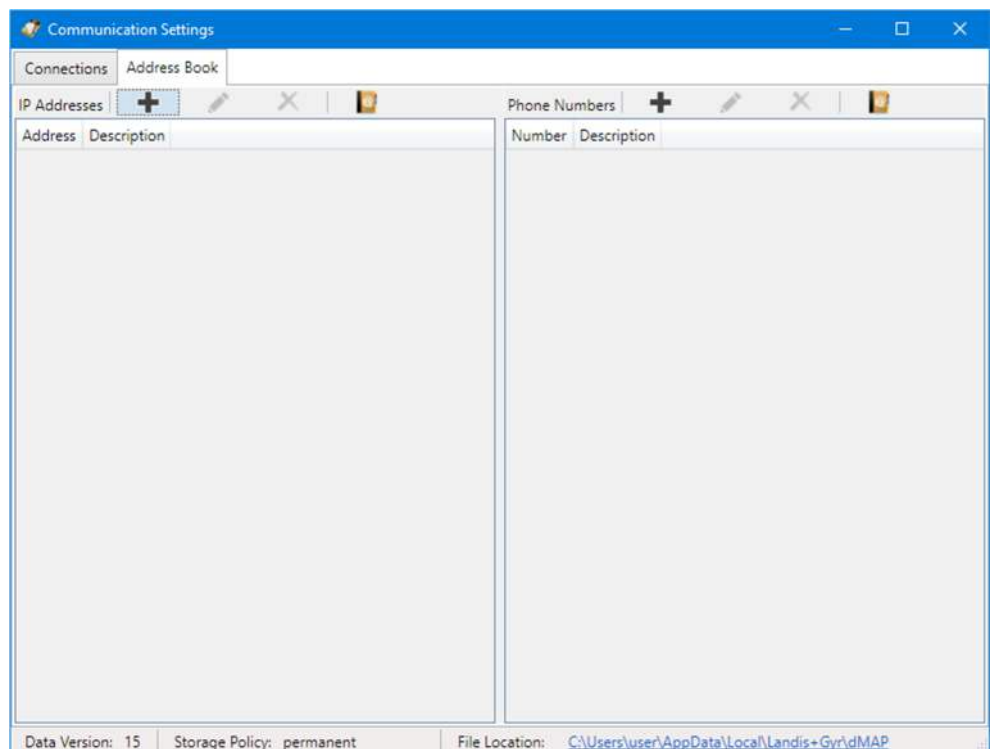 Communication Settings
Connections Address Book
IP Addresses
Phone Numbers
Address Description
Number Description
Data Version: 15 Storage Policy: permanent File Location: C:\Users\user\AppData\Local\Landis+Gyr\dMAP